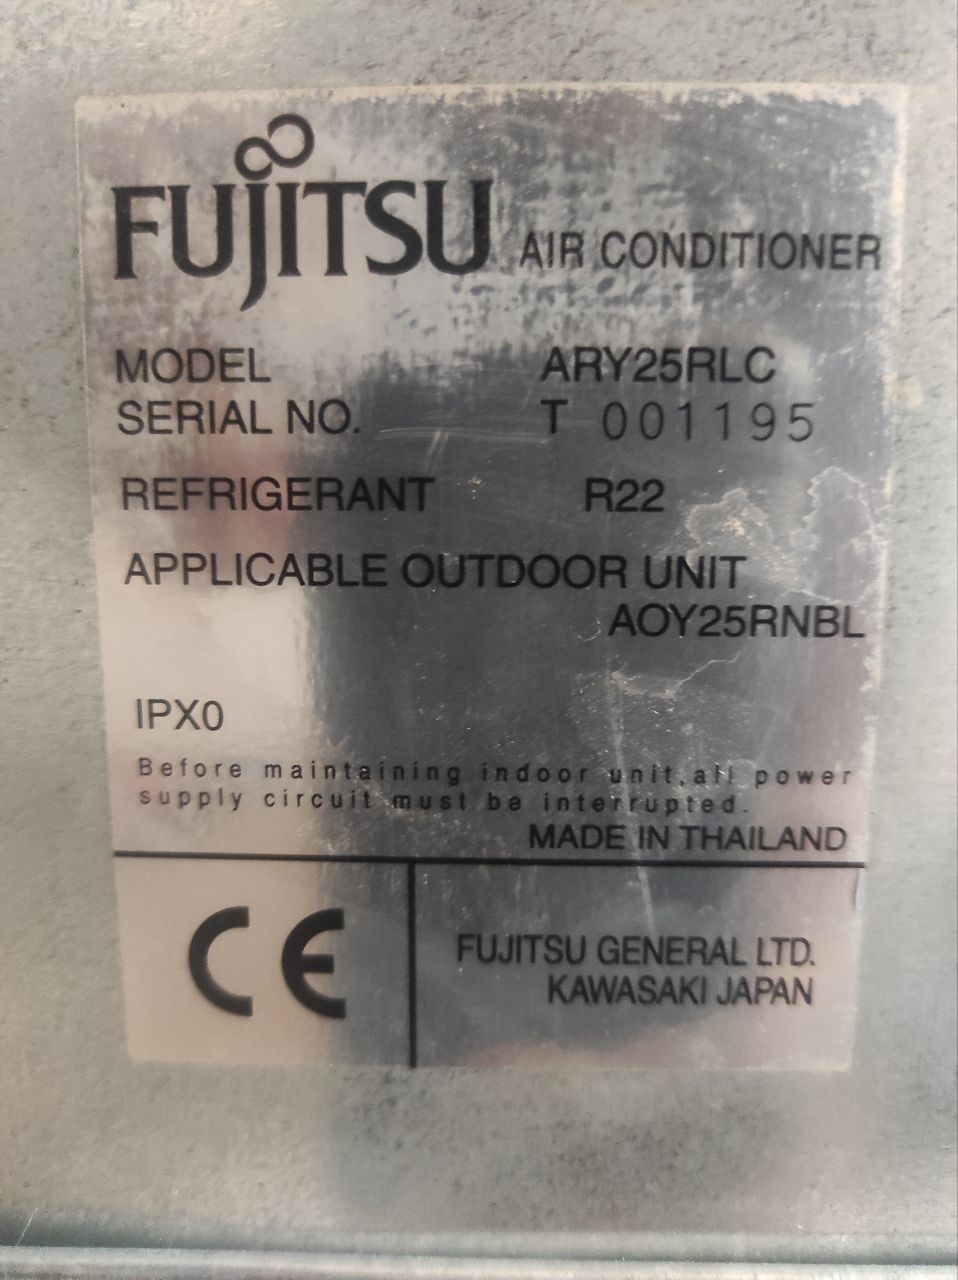 FUJITSU AIR CONDITIONER
MODEL ARY25RLC
SERIAL NO. T 001195
REFRIGERANT R22
APPLICABLE OUTDOOR UNIT
AOY25RNBL
IPX0
Before maintaining indoor unit, all power
supply circuit must be interrupted.
MADE IN THAILAND
CE
FUJITSU GENERAL LTD.
KAWASAKI JAPAN